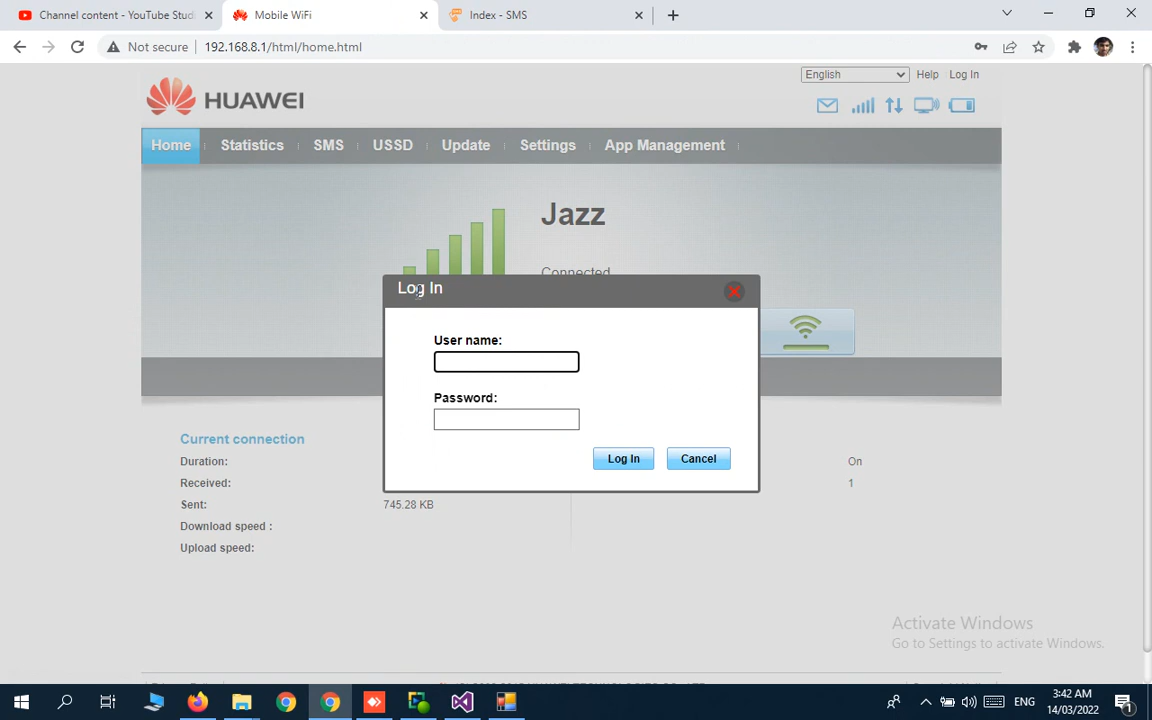 Channel content - YouTube Stud
Mobile WiFi
Index - SMS
Not secure
192.168.8.1/html/home.html
English
Help
Log In
HUAWEI
Home
Statistics
SMS
USSD
Update
Settings
App Management
Jazz
Connected
Log In
User name:
Password:
Log In
Cancel
Current connection
Duration:
On
Received:
1
Sent:
745.28 KB
Download speed :
Upload speed:
Activate Windows
Go to Settings to activate Windows.
ENG
3:42 AM
14/03/2022
1